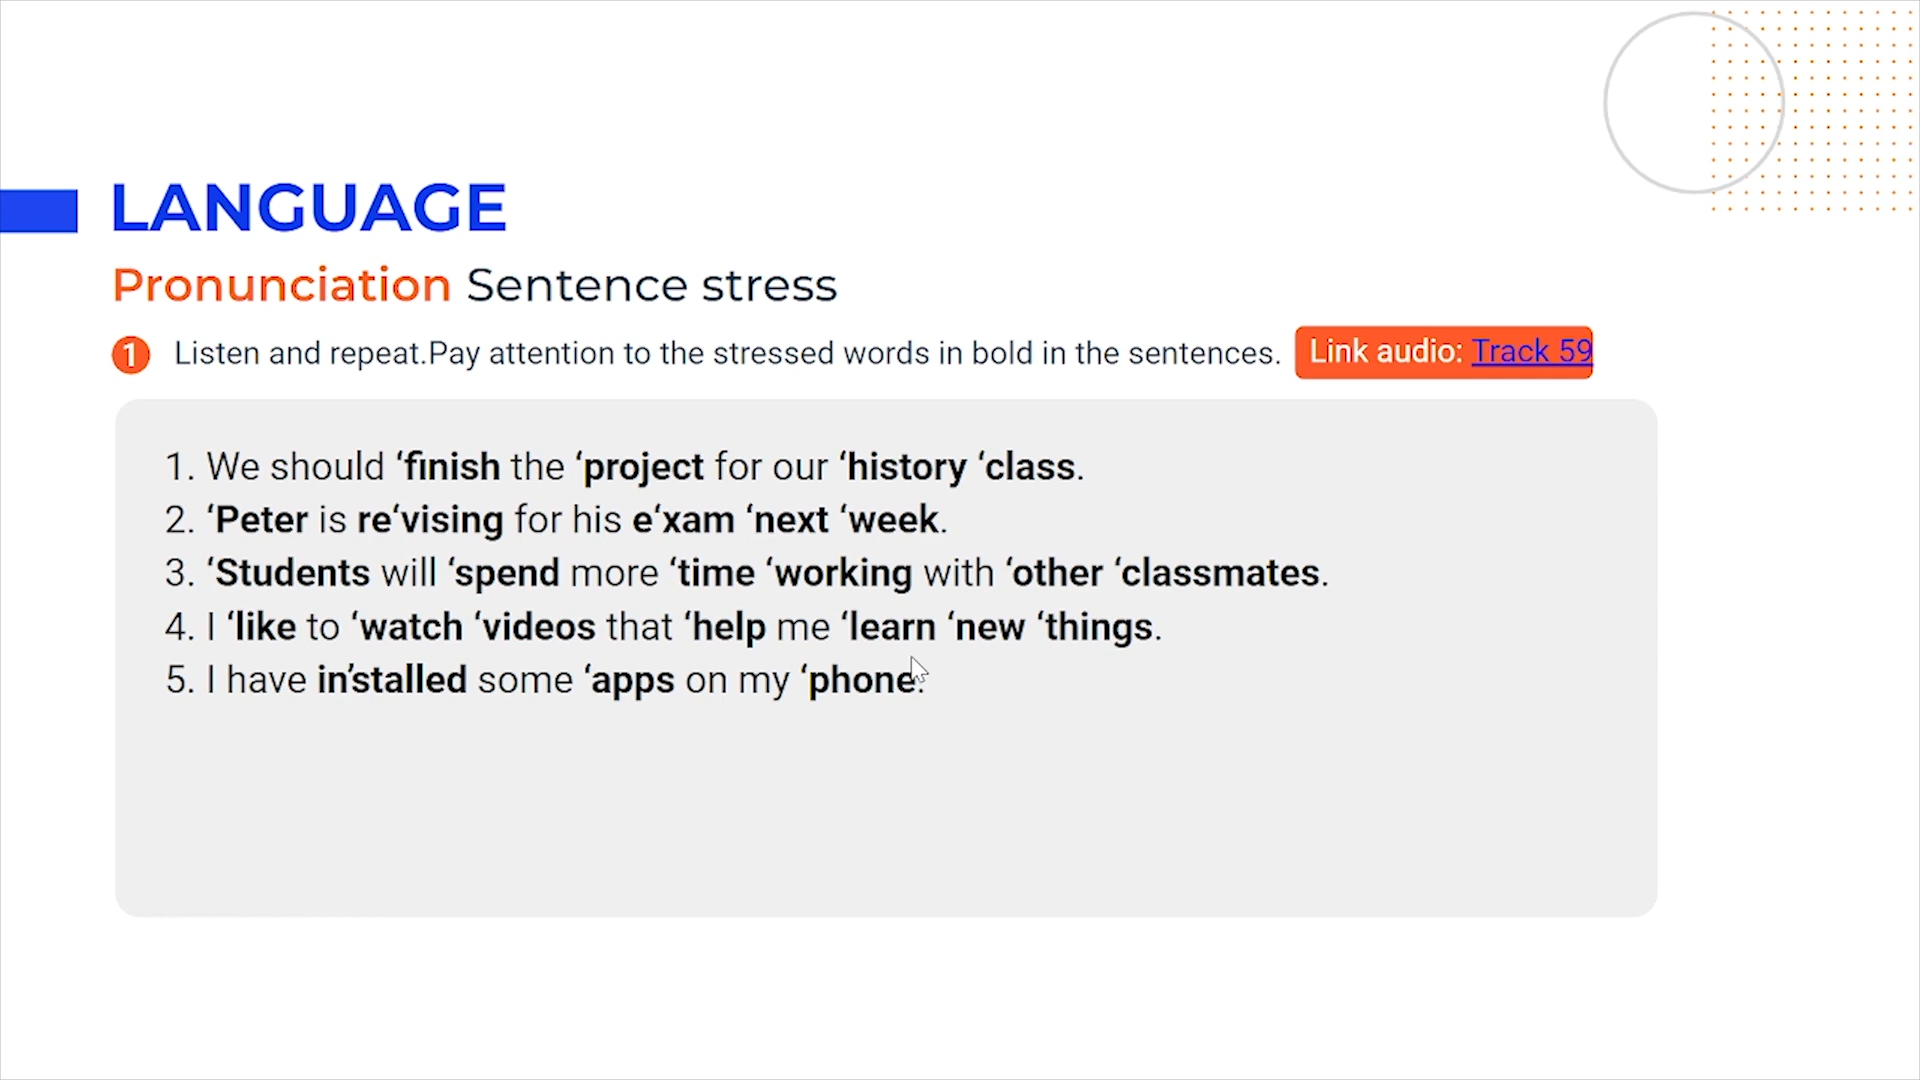 LANGUAGE
Pronunciation Sentence stress
1 Listen and repeat.Pay attention to the stressed words in bold in the sentences. Link audio: Track 59
1. We should ‘finish the ‘project for our ‘history ‘class.
2. ‘Peter is re‘vising for his e‘xam ‘next ‘week.
3. ‘Students will ‘spend more ‘time ‘working with ‘other ‘classmates.
4. I ‘like to ‘watch ‘videos that ‘help me ‘learn ‘new ‘things.
5. I have in’stalled some ‘apps on my ‘phone.